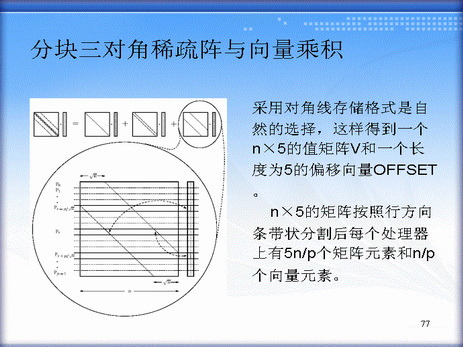 分块三对角稀疏阵与向量乘积
采用对角线存储格式是自
然的选择，这样得到一个
n×5的值矩阵V和一个长
度为5的偏移向量OFFSET
。
n×5的矩阵按照行方向
条带状分割后每个处理器
上有5n/p个矩阵元素和n/p
个向量元素。
77